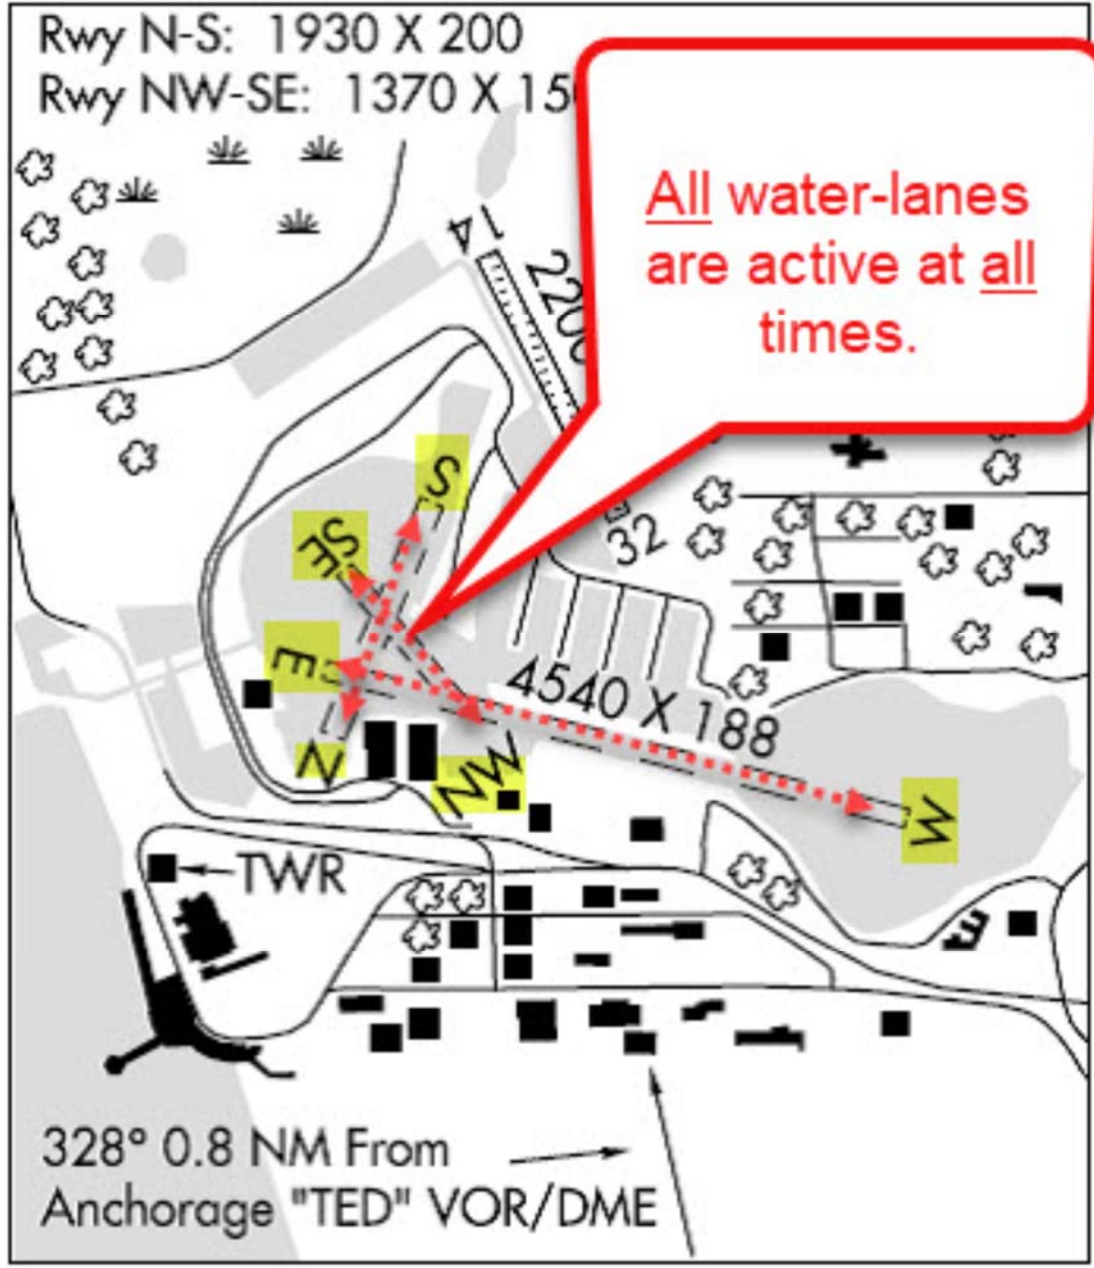 Rwy N-S: 1930 X 200
Rwy NW-SE: 1370 X 15
All water-lanes
are active at all
times.
14
2200
S
SE
32
E
4540 X 188
N
NW
W
TWR
328° 0.8 NM From
Anchorage "TED" VOR/DME